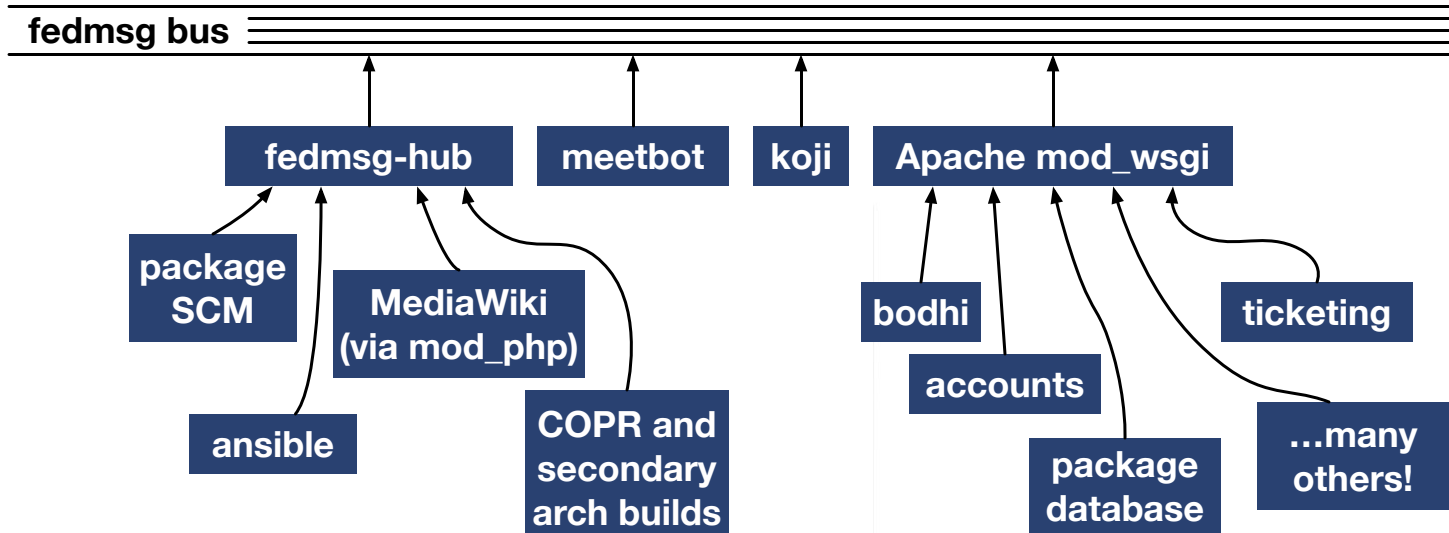 fedmsg bus
fedmsg-hub
meetbot
koji
Apache mod_wsgi
package
SCM
MediaWiki
(via mod_php)
ansible
COPR and
secondary
arch builds
bodhi
accounts
package
database
ticketing
…many
others!